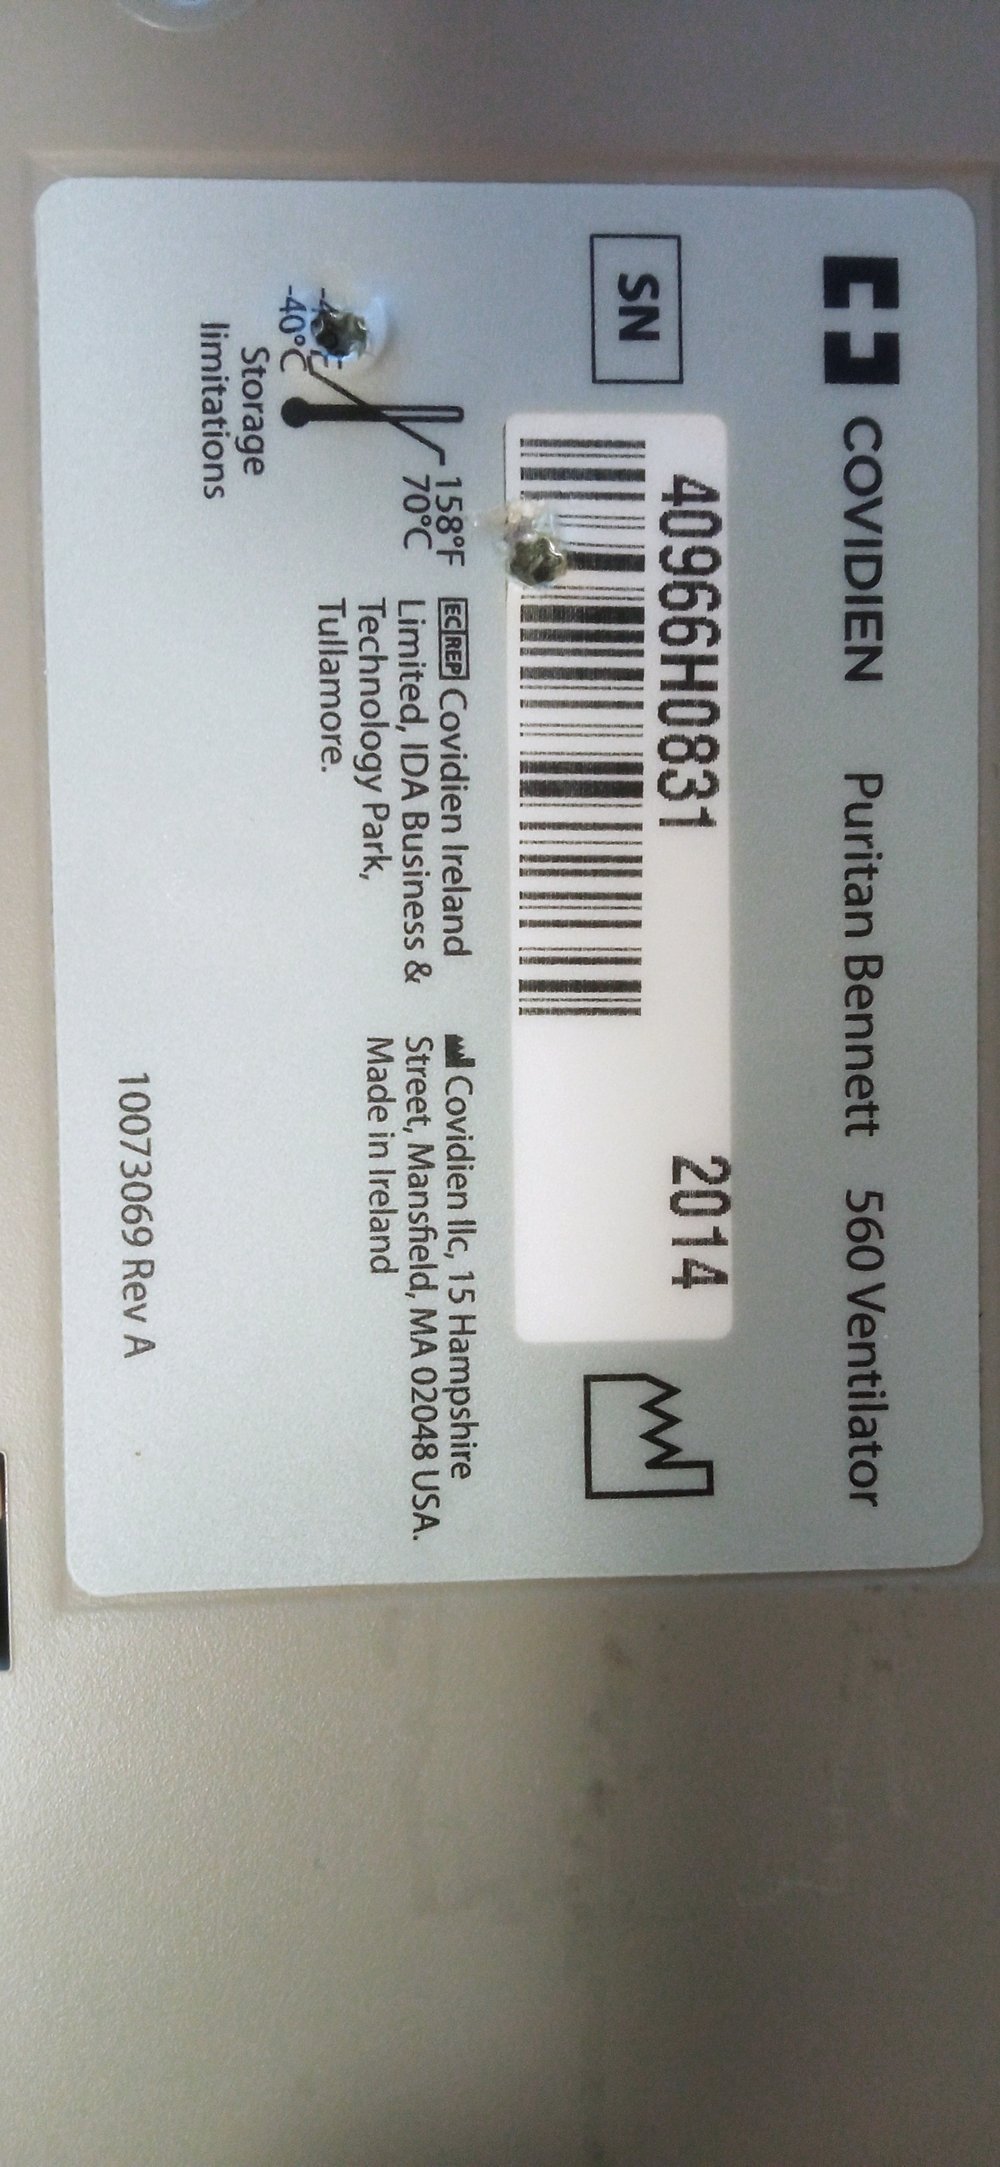 COVIDIEN Puritan Bennett 560 Ventilator
SN
40966H0831 2014
158°F
70°C
-40°C
Storage
limitations
EC REP Covidien Ireland
Limited, IDA Business &
Technology Park,
Tullamore.
Covidien llc, 15 Hampshire
Street, Mansfield, MA 02048 USA.
Made in Ireland
10073069 Rev A